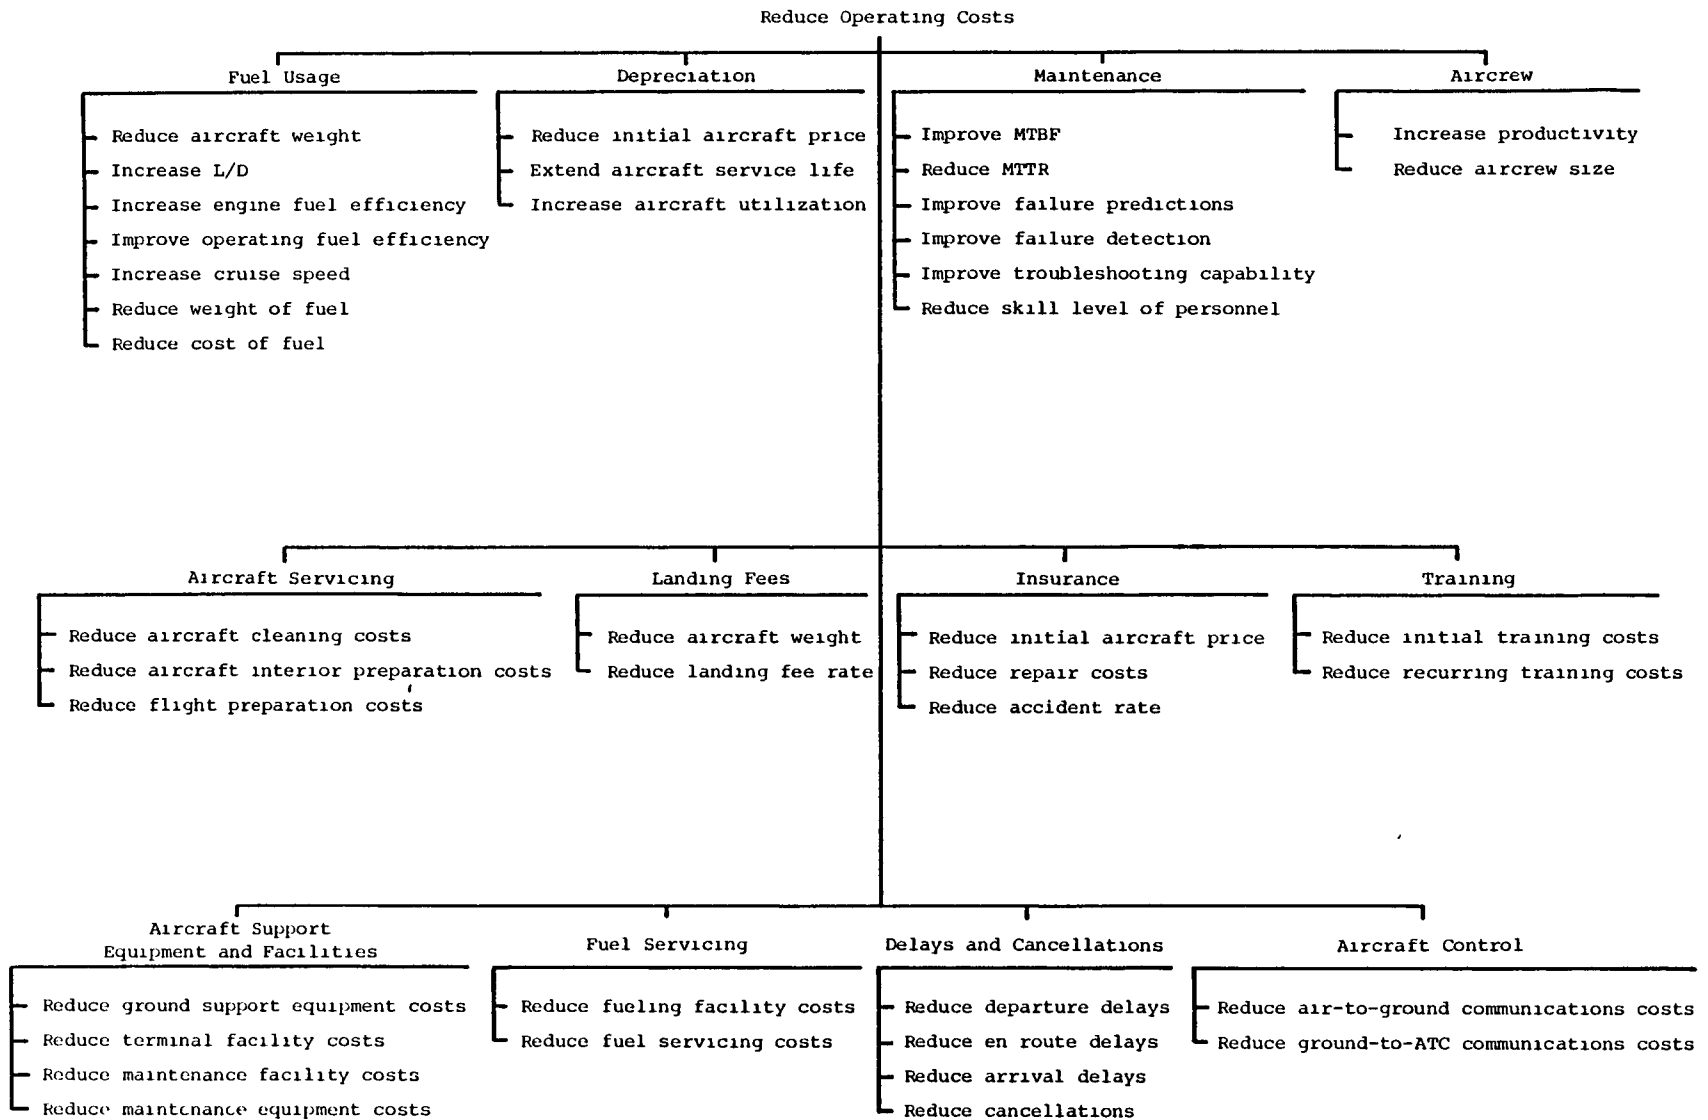 Reduce Operating Costs
Fuel Usage
Reduce aircraft weight
Increase L/D
Increase engine fuel efficiency
Improve operating fuel efficiency
Increase cruise speed
Reduce weight of fuel
Reduce cost of fuel
Depreciation
Reduce initial aircraft price
Extend aircraft service life
Increase aircraft utilization
Maintenance
Improve MTBF
Reduce MTTR
Improve failure predictions
Improve failure detection
Improve troubleshooting capability
Reduce skill level of personnel
Aircrew
Increase productivity
Reduce aircrew size
Aircraft Servicing
Reduce aircraft cleaning costs
Reduce aircraft interior preparation costs
Reduce flight preparation costs
Landing Fees
Reduce aircraft weight
Reduce landing fee rate
Insurance
Reduce initial aircraft price
Reduce repair costs
Reduce accident rate
Training
Reduce initial training costs
Reduce recurring training costs
Aircraft Support
Equipment and Facilities
Reduce ground support equipment costs
Reduce terminal facility costs
Reduce maintenance facility costs
Reduce maintenance equipment costs
Fuel Servicing
Reduce fueling facility costs
Reduce fuel servicing costs
Delays and Cancellations
Reduce departure delays
Reduce en route delays
Reduce arrival delays
Reduce cancellations
Aircraft Control
Reduce air-to-ground communications costs
Reduce ground-to-ATC communications costs